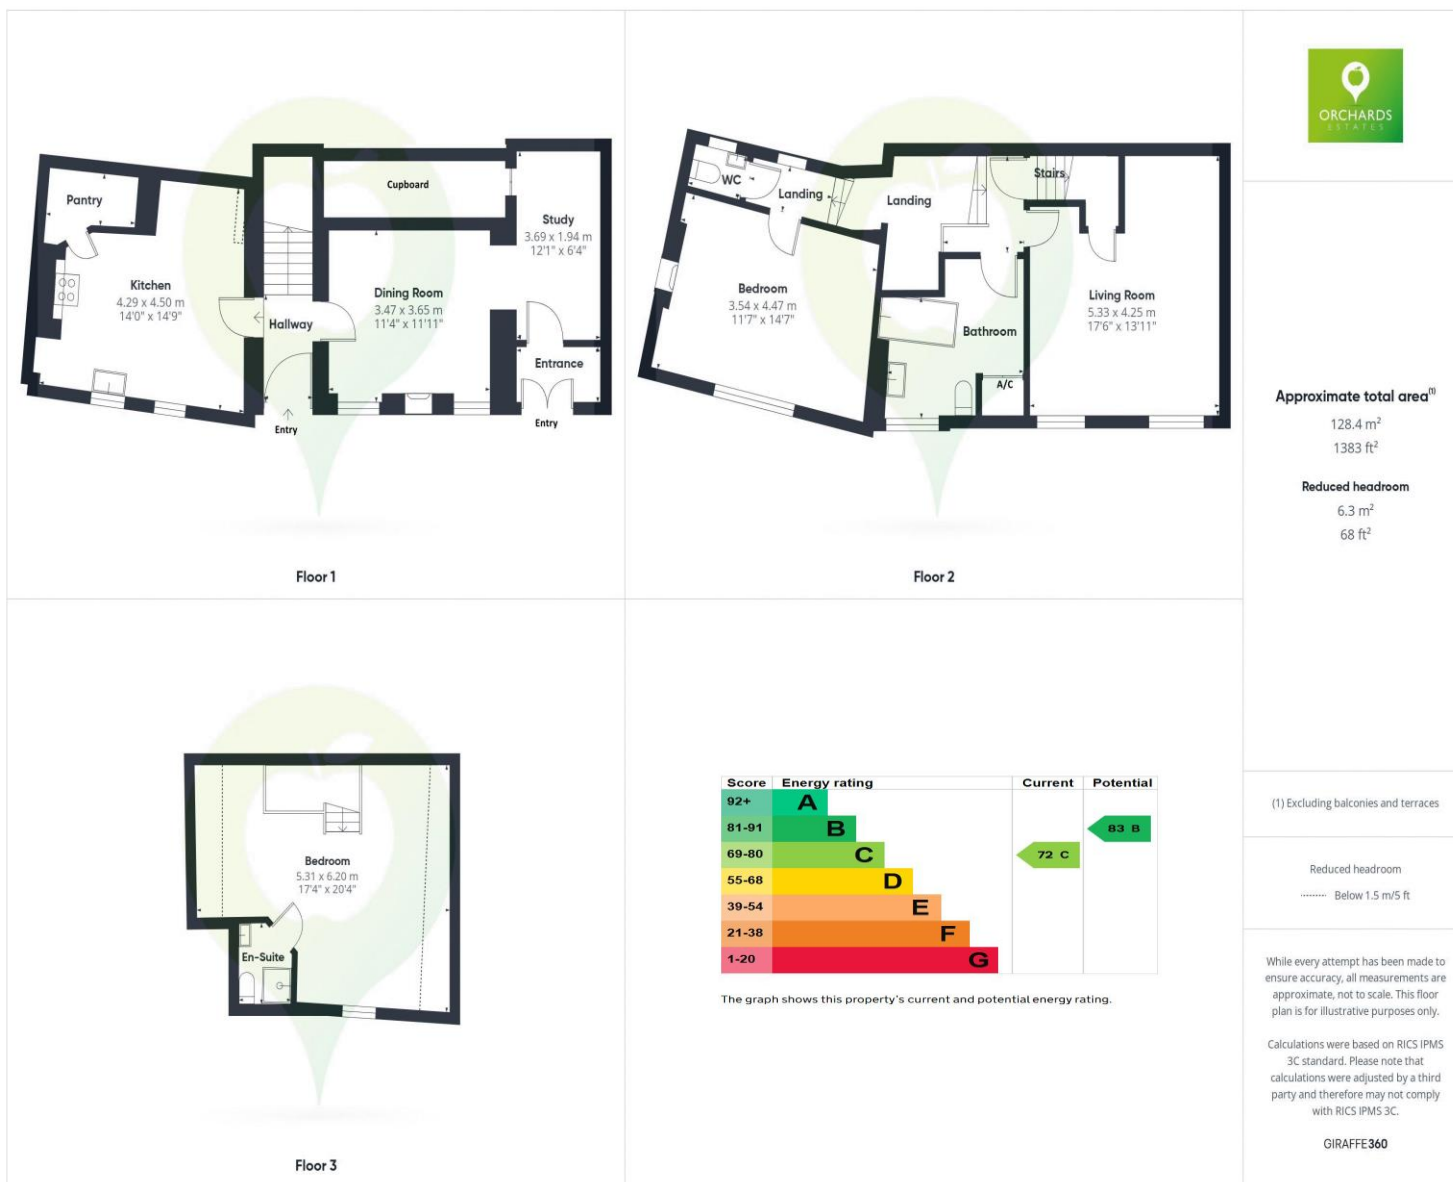 Pantry
Kitchen
4.29 x 4.50 m
14'0" x 14'9"
Hallway
Cupboard
Dining Room
3.47 x 3.65 m
11'4" x 11'11"
Study
3.69 x 1.94 m
12'1" x 6'4"
Entrance
Entry
Entry
Floor 1
WC
Landing
Landing
Stairs
Bedroom
3.54 x 4.47 m
11'7" x 14'7"
Bathroom
A/C
Living Room
5.33 x 4.25 m
17'6" x 13'11"
Floor 2
ORCHARDS
ESTATES
Approximate total area(1)
128.4 m²
1383 ft²
Reduced headroom
6.3 m²
68 ft²
Bedroom
5.31 x 6.20 m
17'4" x 20'4"
En-Suite
Floor 3
Score Energy rating Current Potential
92+ A
81-91 B 83 B
69-80 C 72 C
55-68 D
39-54 E
21-38 F
1-20 G
The graph shows this property's current and potential energy rating.
(1) Excluding balconies and terraces
Reduced headroom
Below 1.5 m/5 ft
While every attempt has been made to
ensure accuracy, all measurements are
approximate, not to scale. This floor
plan is for illustrative purposes only.
Calculations were based on RICS IPMS
3C standard. Please note that
calculations were adjusted by a third
party and therefore may not comply
with RICS IPMS 3C.
GIRAFFE360